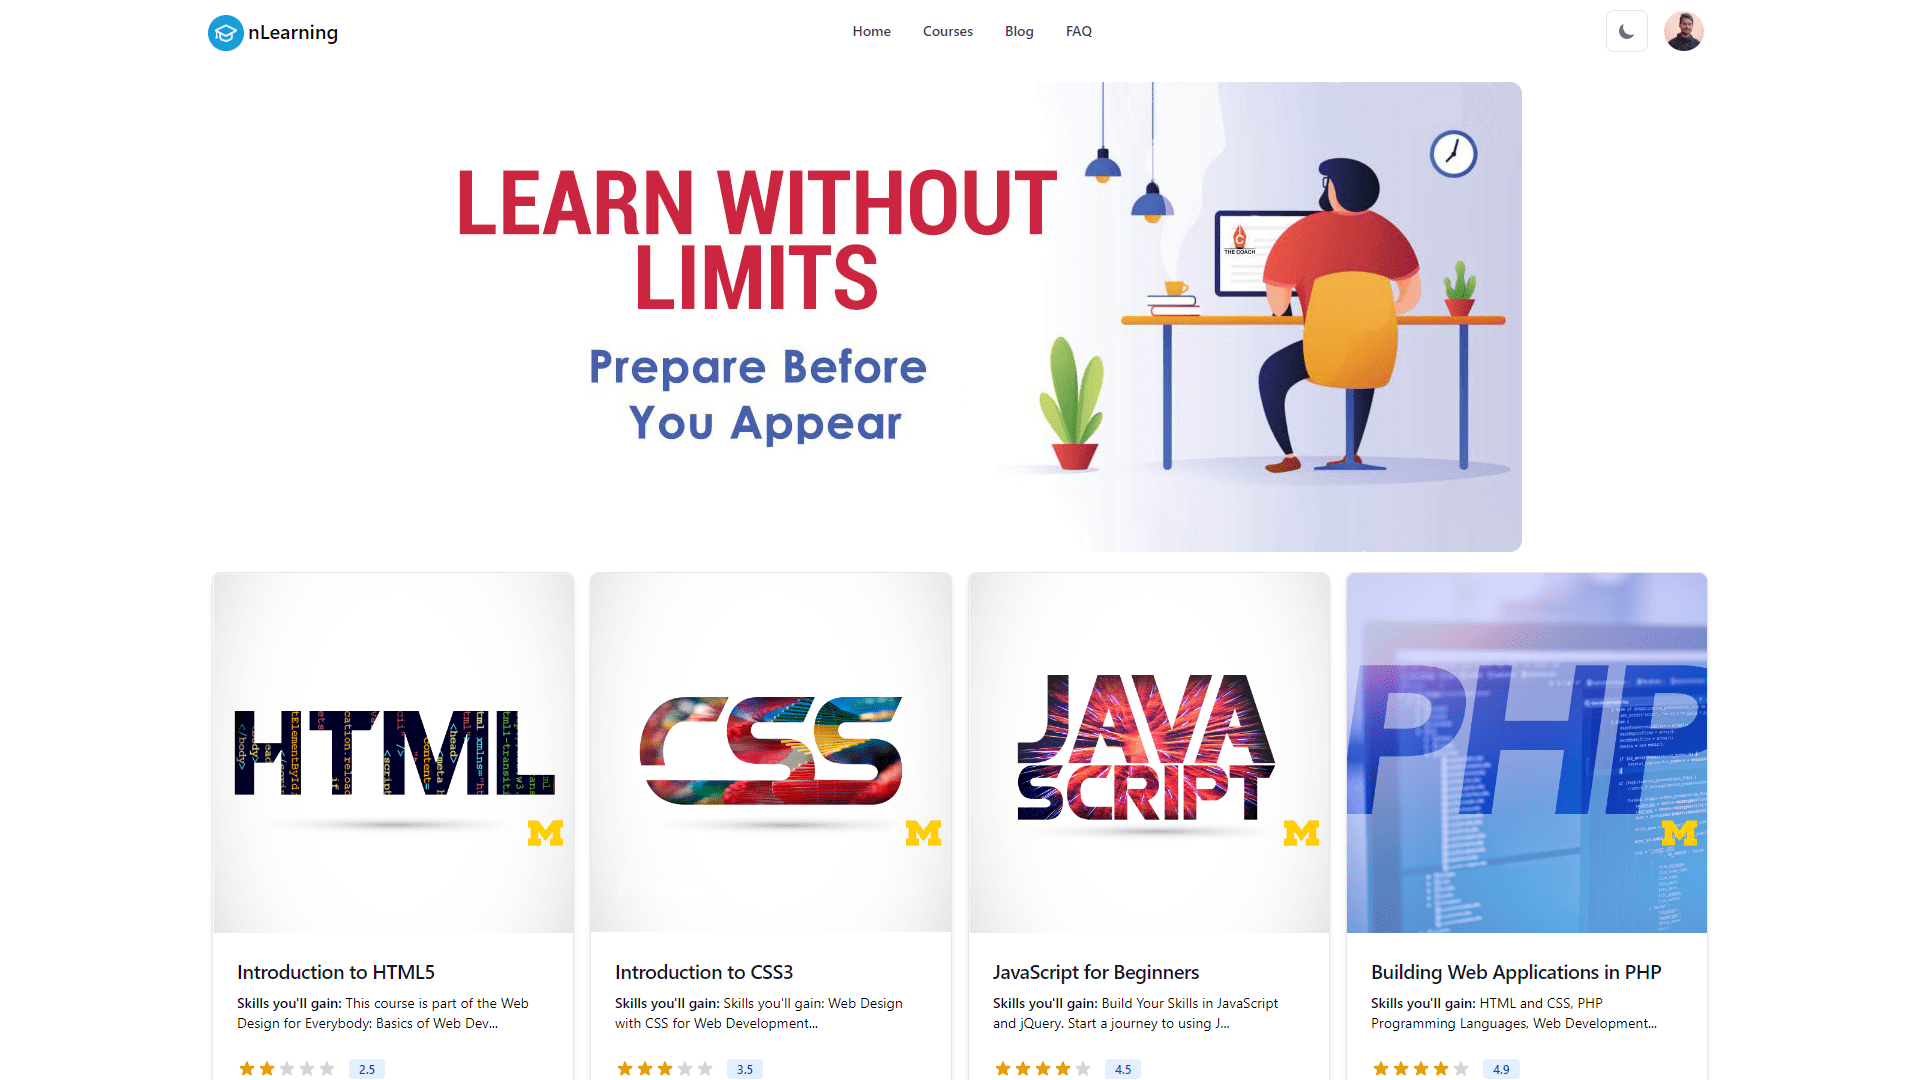 nLearning
Home
Courses
Blog
FAQ
LEARN WITHOUT
LIMITS
Prepare Before
You Appear
C
THE COACH
HTML
M
CSS
M
JAVA
SCRIPT
M
PHP
M
Introduction to HTML5
Skills you'll gain: This course is part of the Web
Design for Everybody: Basics of Web Dev...
2.5
Introduction to CSS3
Skills you'll gain: Skills you'll gain: Web Design
with CSS for Web Development...
3.5
JavaScript for Beginners
Skills you'll gain: Build Your Skills in JavaScript
and jQuery. Start a journey to using J...
4.5
Building Web Applications in PHP
Skills you'll gain: HTML and CSS, PHP
Programming Languages, Web Development...
4.9